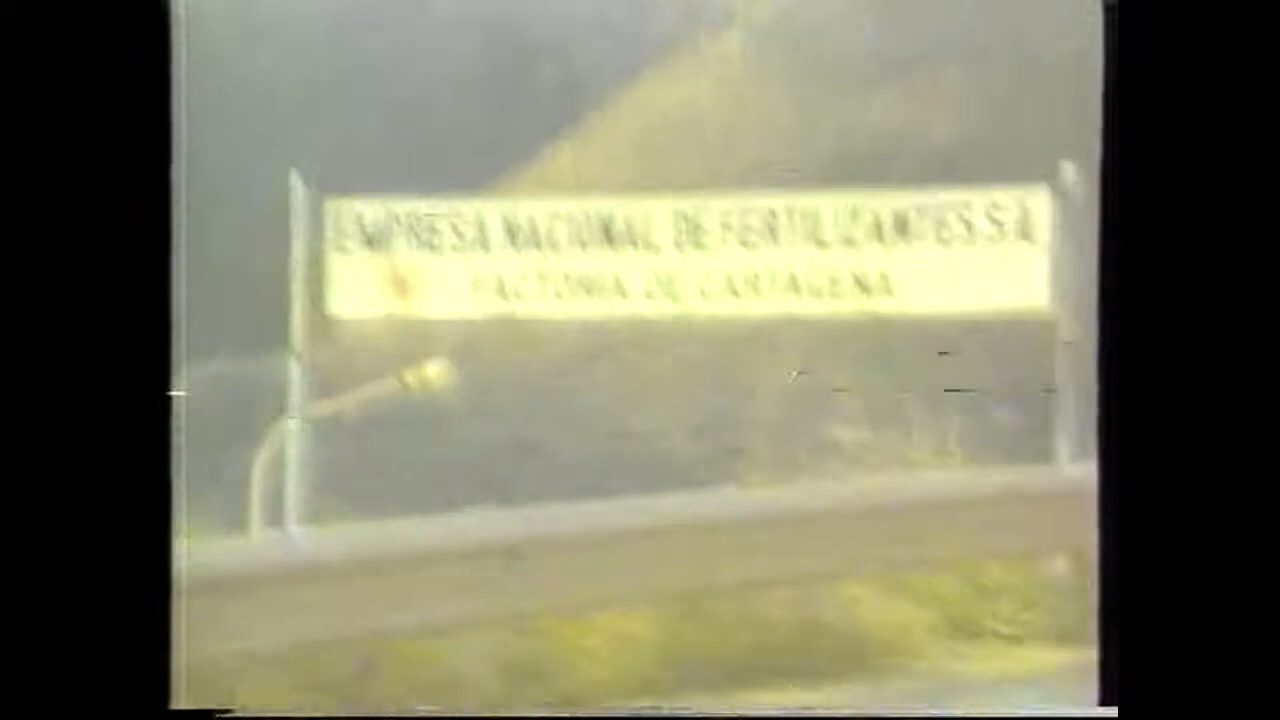 EMPRESA NACIONAL DE FERTILIZANTES S.A.
FACTORIA DE CARTAGENA